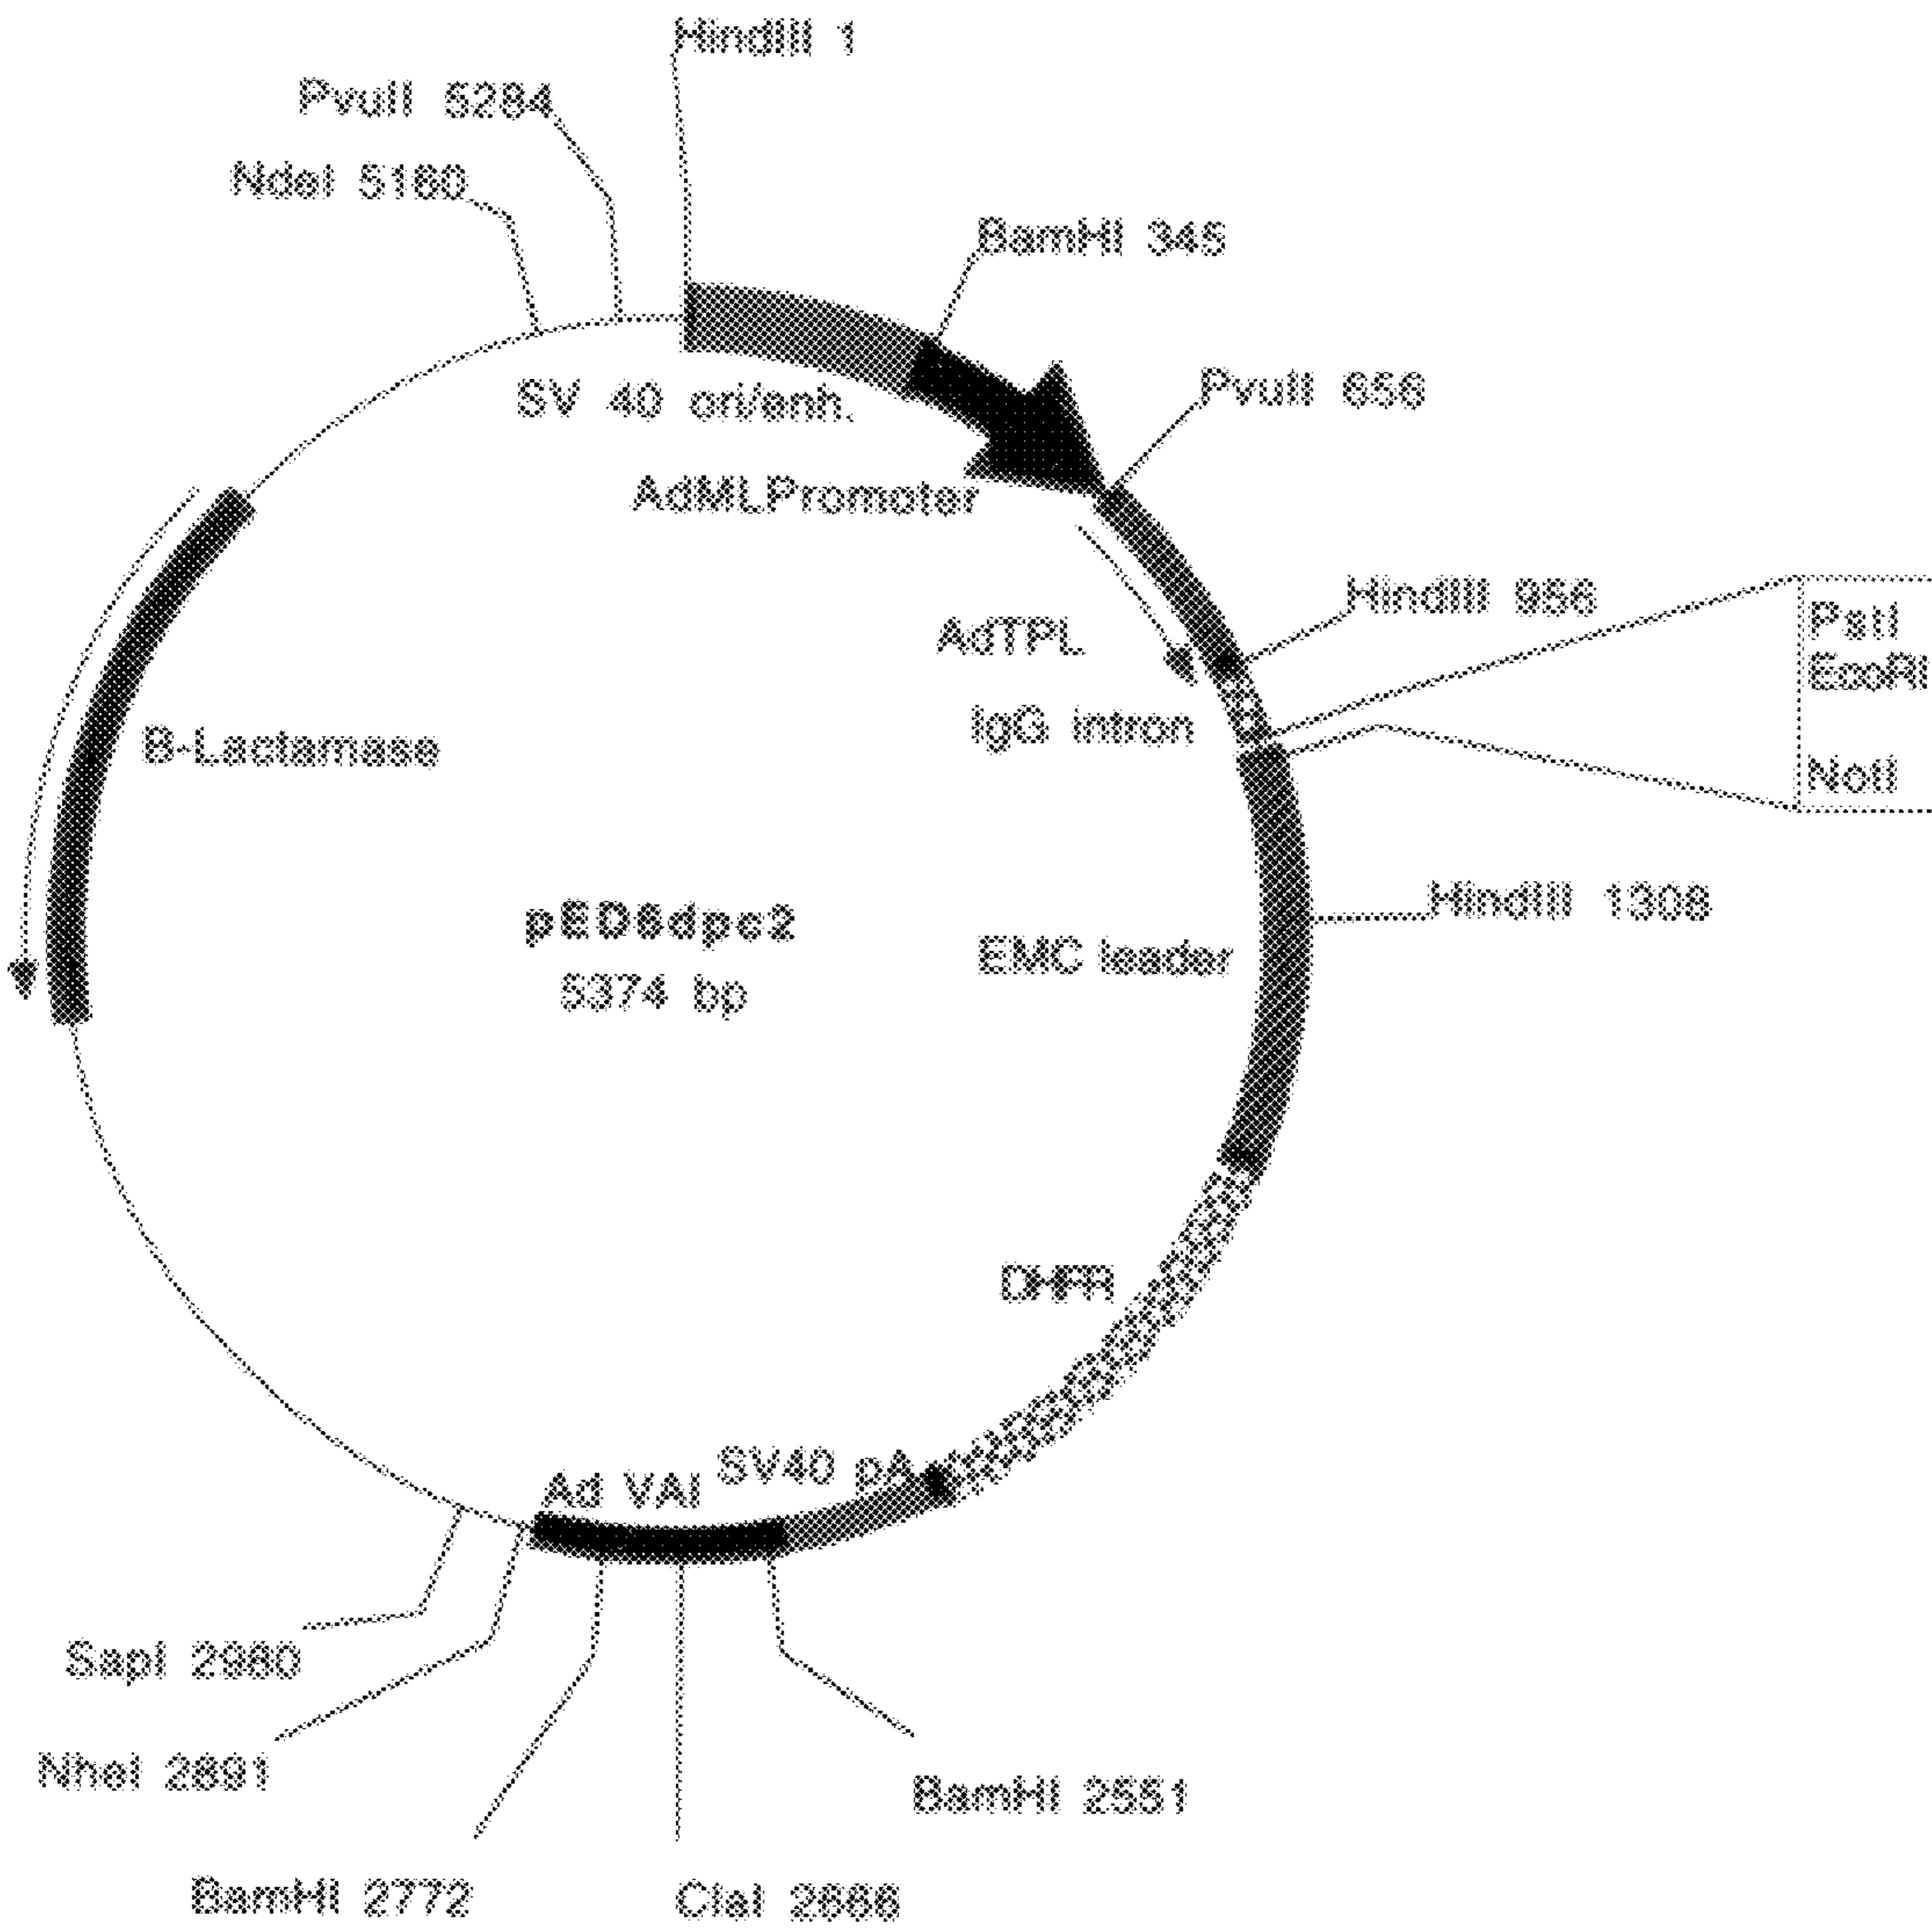 HindIII 1
PvuII 5284
NdeI 5160
BamHI 345
SV 40 ori/enh.
PvuII 656
AdMLPromoter
HindIII 956
PstI
AdTPL
EcoRI
IgG intron
B-Lactamase
NotI
HindIII 1308
pED6dpc2
EMC leader
5374 bp
DHFR
SV40 pA
Ad VAI
SapI 2980
NheI 2891
BamHI 2551
BamHI 2772
ClaI